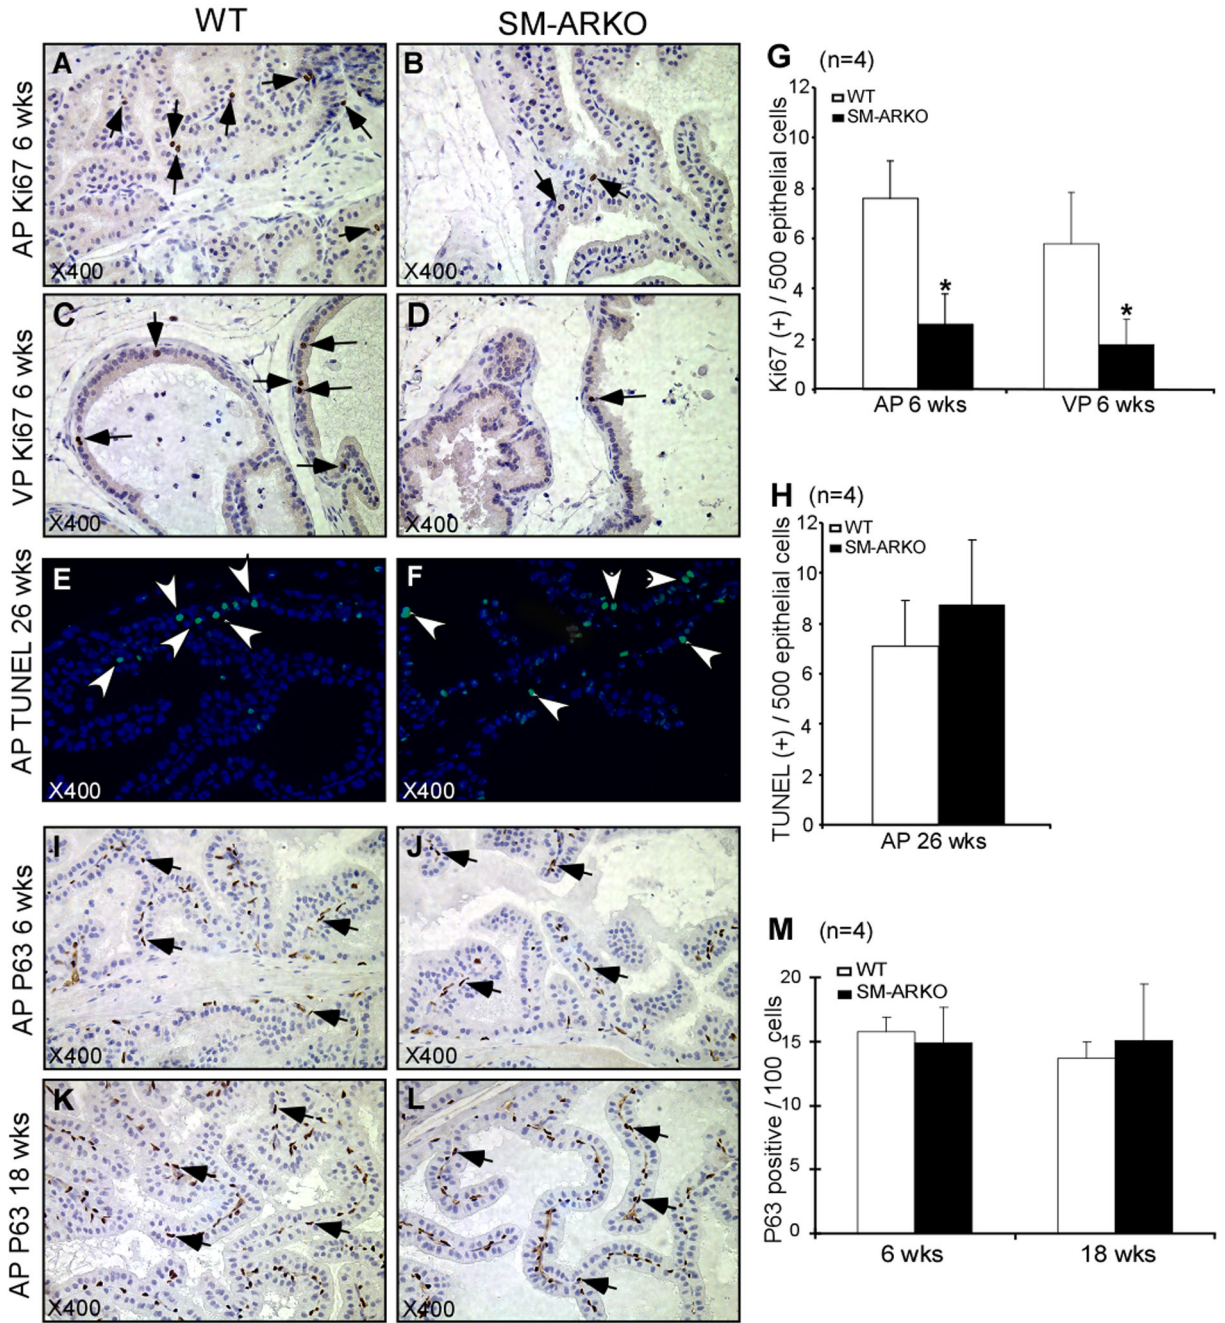 WT
SM-ARKO
AP Ki67 6 wks
A
X400
B
X400
VP Ki67 6 wks
C
X400
D
X400
AP TUNEL 26 wks
E
X400
F
X400
AP P63 6 wks
I
X400
J
X400
AP P63 18 wks
K
X400
L
X400
G (n=4)
WT
SM-ARKO
Ki67 (+) / 500 epithelial cells
12
10
8
6
4
2
0
*
*
AP 6 wks
VP 6 wks
H (n=4)
WT
SM-ARKO
TUNEL (+) / 500 epithelial cells
12
10
8
6
4
2
0
AP 26 wks
M (n=4)
WT
SM-ARKO
P63 positive / 100 cells
20
15
10
5
0
6 wks
18 wks